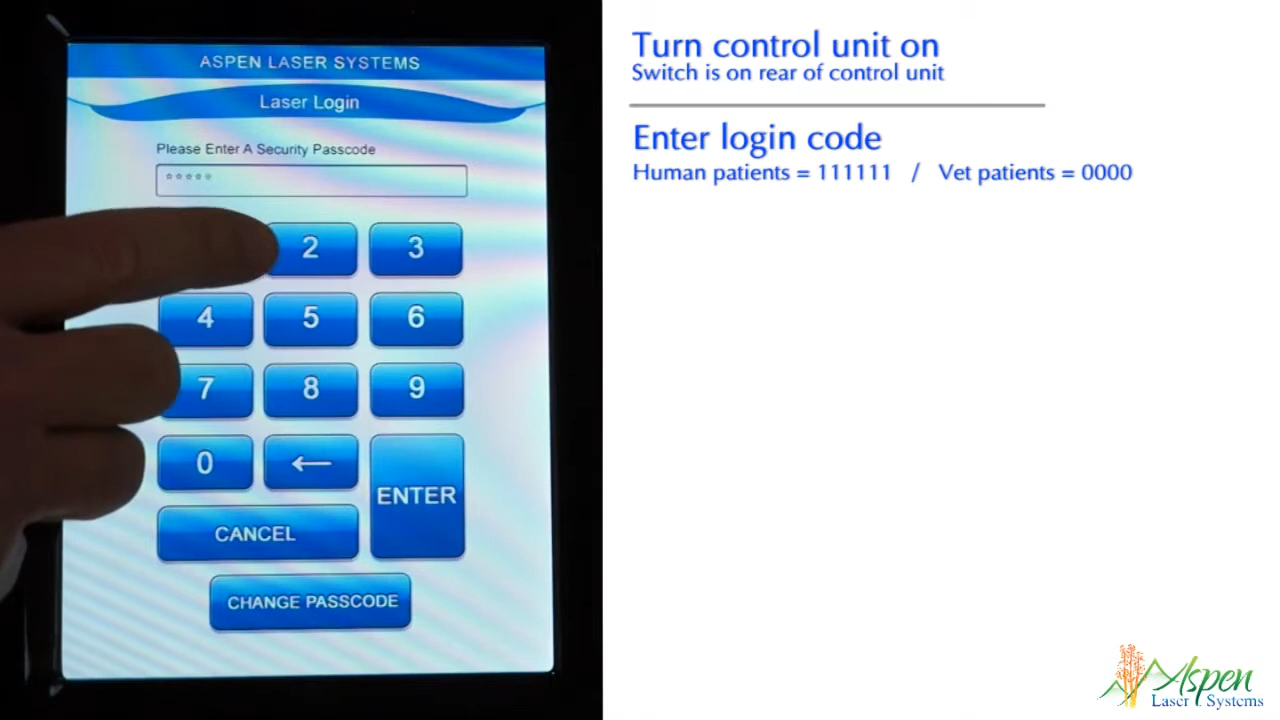 ASPEN LASER SYSTEMS
Laser Login
Please Enter A Security Passcode
*****
2 3
4 5 6
7 8 9
0 ←
ENTER
CANCEL
CHANGE PASSCODE
Turn control unit on
Switch is on rear of control unit
Enter login code
Human patients = 111111 / Vet patients = 0000
Aspen
Laser Systems